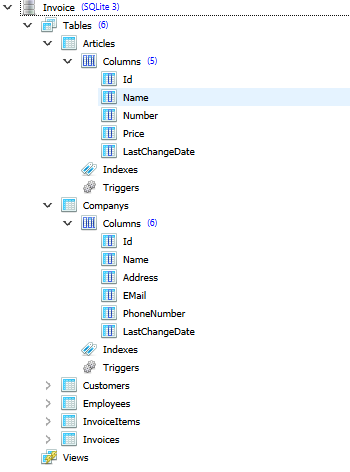 Invoice (SQLite 3)
Tables (6)
Articles
Columns (5)
Id
Name
Number
Price
LastChangeDate
Indexes
Triggers
Companys
Columns (6)
Id
Name
Address
EMail
PhoneNumber
LastChangeDate
Indexes
Triggers
Customers
Employees
InvoiceItems
Invoices
Views